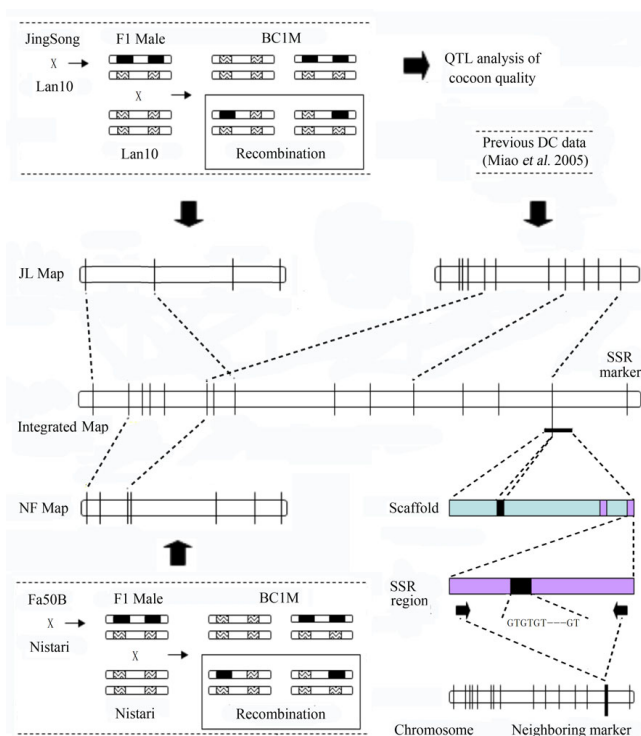 JingSong
F1 Male
BC1M
X
Lan10
X
Lan10
Recombination
QTL analysis of
cocoon quality
Previous DC data
(Miao et al. 2005)
JL Map
SSR
marker
Integrated Map
NF Map
Scaffold
SSR
region
GTGTGT---GT
Fa50B
F1 Male
BC1M
X
Nistari
X
Nistari
Recombination
Chromosome
Neighboring marker